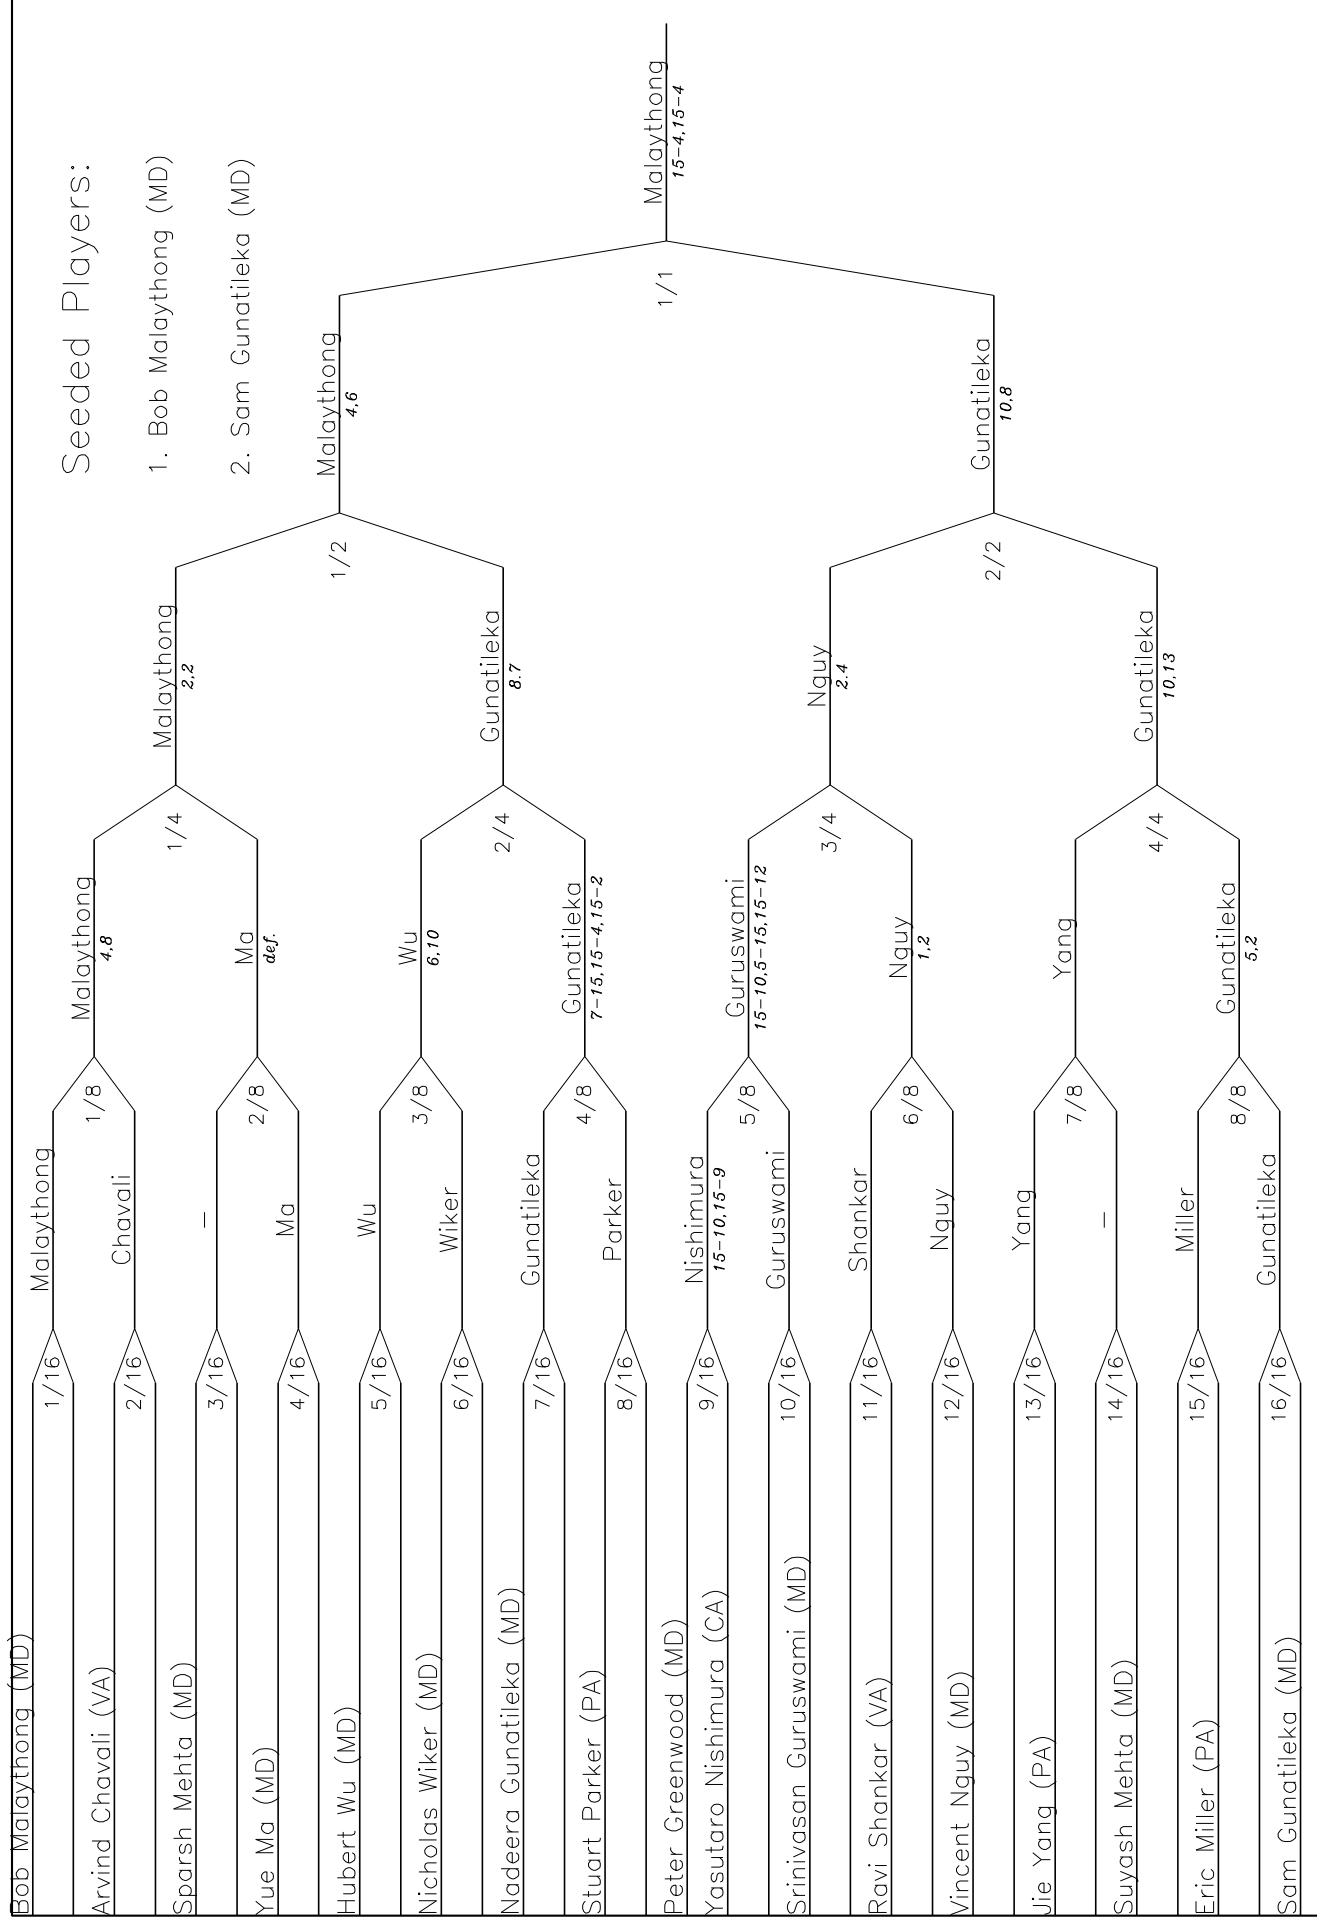 Seeded Players:
1. Bob Malaythong (MD)
2. Sam Gunatileka (MD)
Bob Malaythong (MD)
Arvind Chavali (VA)
Sparsh Mehta (MD)
Yue Ma (MD)
Hubert Wu (MD)
Nicholas Wiker (MD)
Nadeera Gunatileka (MD)
Stuart Parker (PA)
Peter Greenwood (MD)
Yasutaro Nishimura (CA)
Srinivasan Guruswami (MD)
Ravi Shankar (VA)
Vincent Nguy (MD)
Jie Yang (PA)
Suyash Mehta (MD)
Eric Miller (PA)
Sam Gunatileka (MD)
1/16
2/16
3/16
4/16
5/16
6/16
7/16
8/16
9/16
10/16
11/16
12/16
13/16
14/16
15/16
16/16
Malaythong
Chavali
–
Ma
Wu
Wiker
Gunatileka
Parker
Nishimura
15-10,15-9
Guruswami
Shankar
Nguy
Yang
–
Miller
Gunatileka
1/8
2/8
3/8
4/8
5/8
6/8
7/8
8/8
Malaythong
4,8
Ma
def.
Wu
6,10
Gunatileka
7-15,15-4,15-2
Guruswami
15-10,5-15,15-12
Nguy
1,2
Yang
Gunatileka
5,2
1/4
2/4
3/4
4/4
Malaythong
2,2
Gunatileka
8.7
Nguy
2.4
Gunatileka
10,13
1/2
2/2
Malaythong
4,6
Gunatileka
10,8
1/1
Malaythong
15-4,15-4